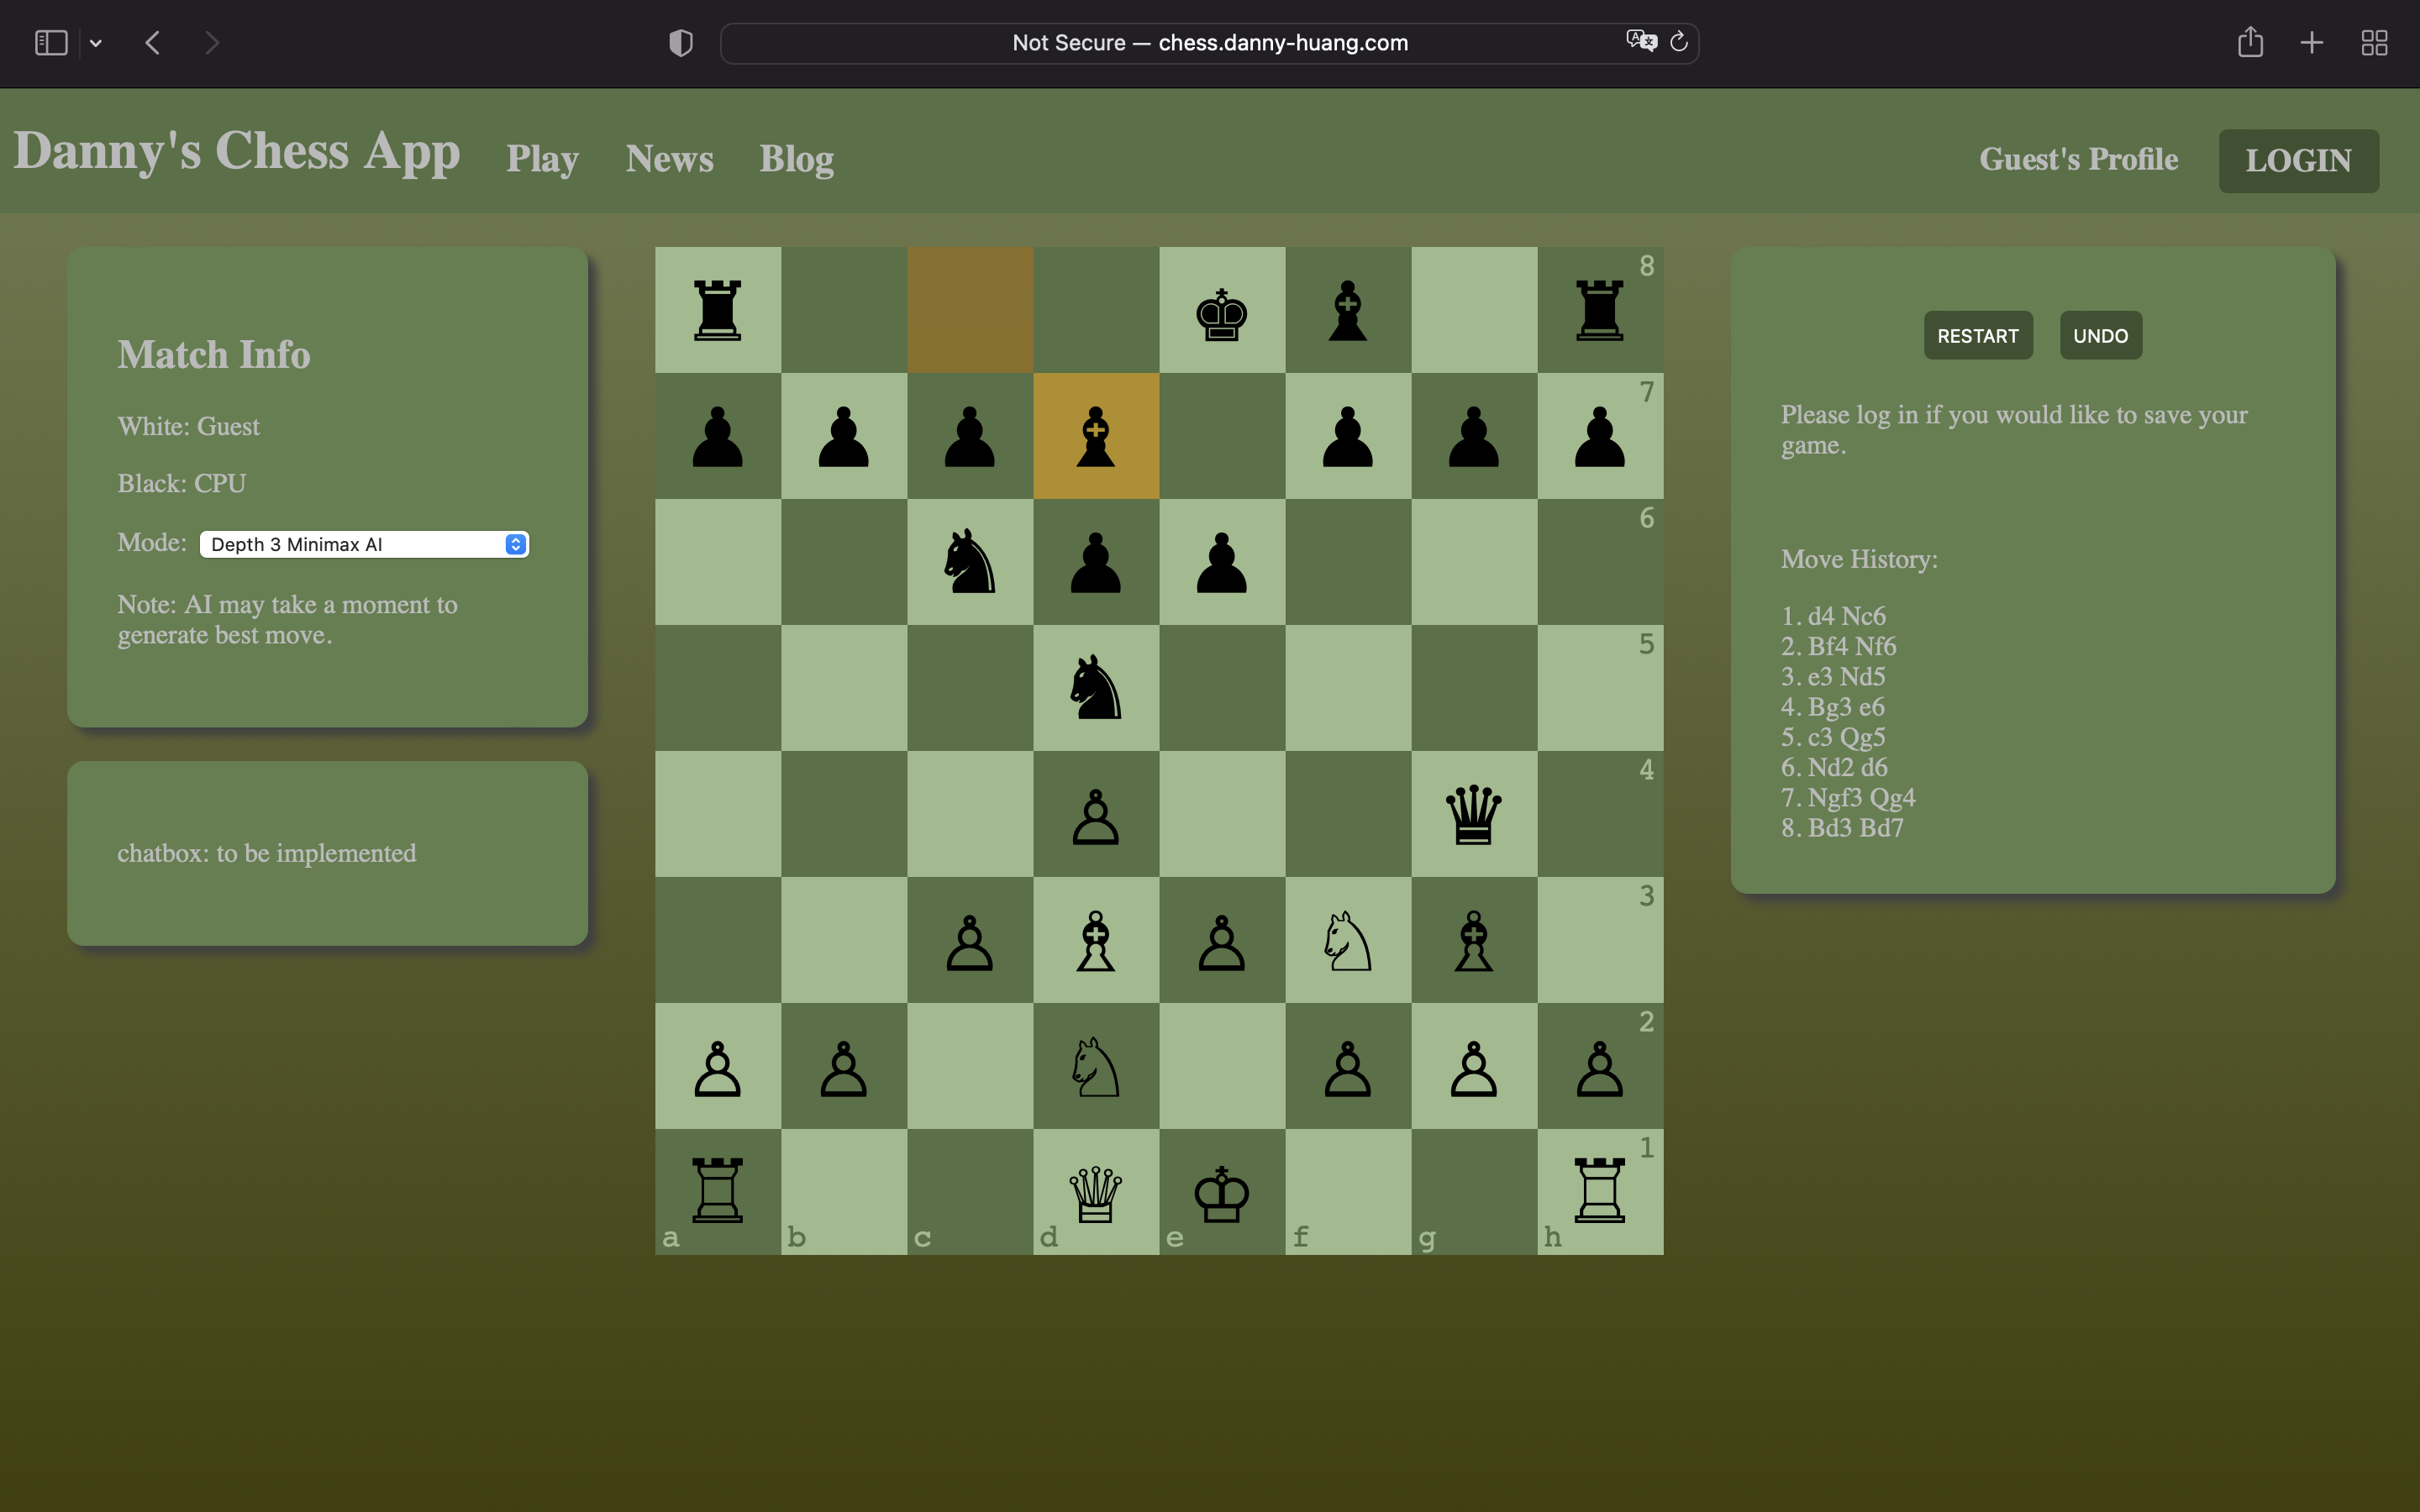 Not Secure — chess.danny-huang.com
Danny's Chess App
Play
News
Blog
Guest's Profile
LOGIN
Match Info
White: Guest
Black: CPU
Mode: Depth 3 Minimax AI
Note: AI may take a moment to
generate best move.
chatbox: to be implemented
8
7
6
5
4
3
2
1
a
b
c
d
e
f
g
h
RESTART
UNDO
Please log in if you would like to save your
game.
Move History:
1. d4 Nc6
2. Bf4 Nf6
3. e3 Nd5
4. Bg3 e6
5. c3 Qg5
6. Nd2 d6
7. Ngf3 Qg4
8. Bd3 Bd7